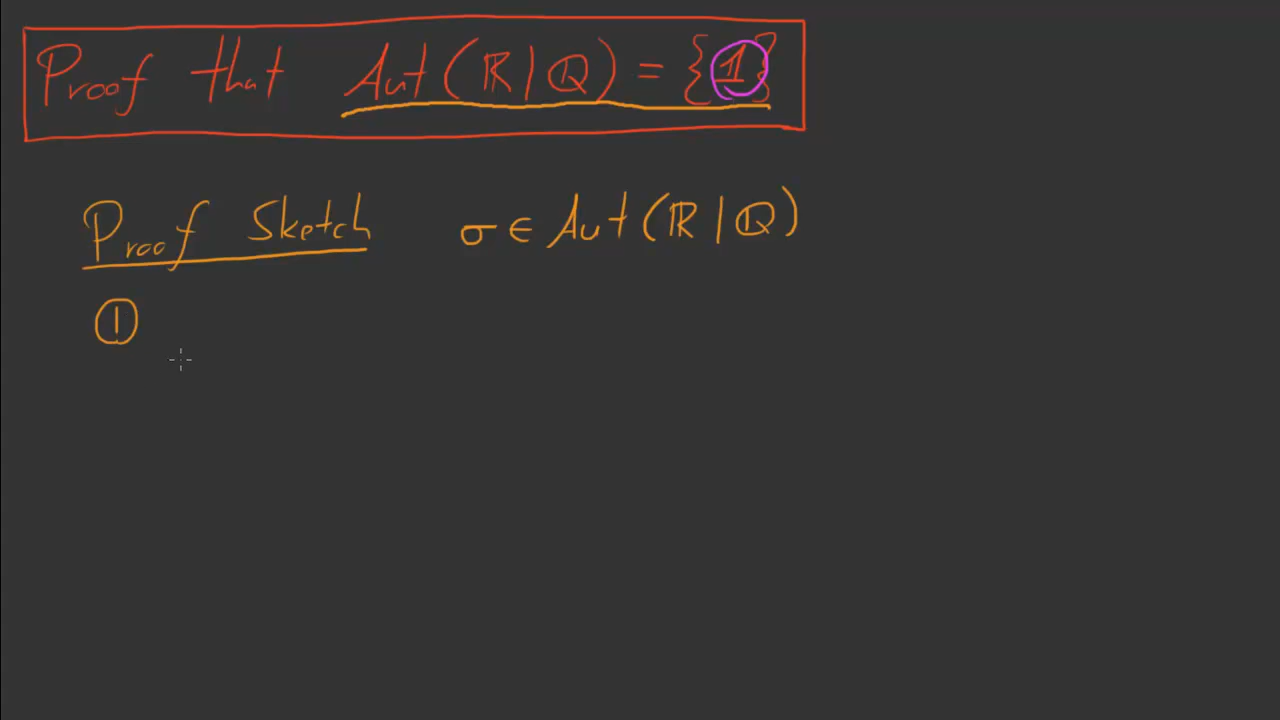 Proof that Aut(ℝ|ℚ) = {𝟙}
Proof Sketch σ ∈ Aut(ℝ|ℚ)
①